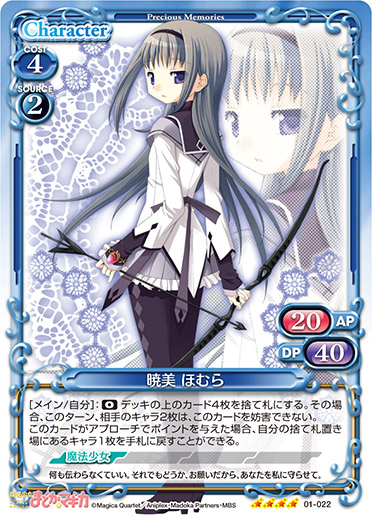 Precious Memories
Character
COST
4
SOURCE
2
20 AP
DP 40
暁美 ほむら
[メイン/自分]:0デッキの上のカード4枚を捨て札にする。その場
合、このターン、相手のキャラ2枚は、このカードを妨害できない。
このカードがアプローチでポイントを与えた場合、自分の捨て札置き
場にあるキャラ1枚を手札に戻すことができる。
魔法少女
何も伝わらなくていい。それでもどうか、お願いだから、あなたを私に守らせて。
魔法少女
まどか☆マギカ
©Magica Quartet／Aniplex・Madoka Partners・MBS
★★★★
01-022